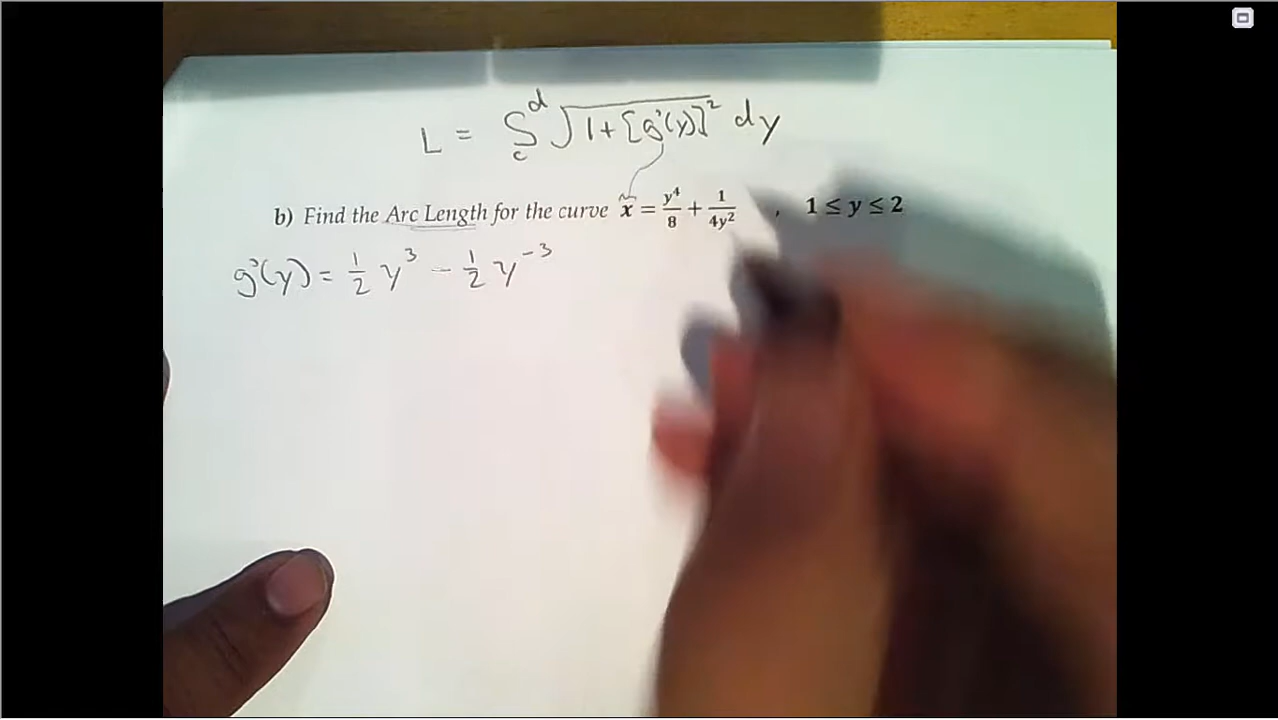 L = ∫_c^d √(1+[g'(y)]²) dy
b) Find the Arc Length for the curve x = y⁴/8 + 1/(4y²) , 1 ≤ y ≤ 2
g'(y) = 1/2 y³ − 1/2 y⁻³